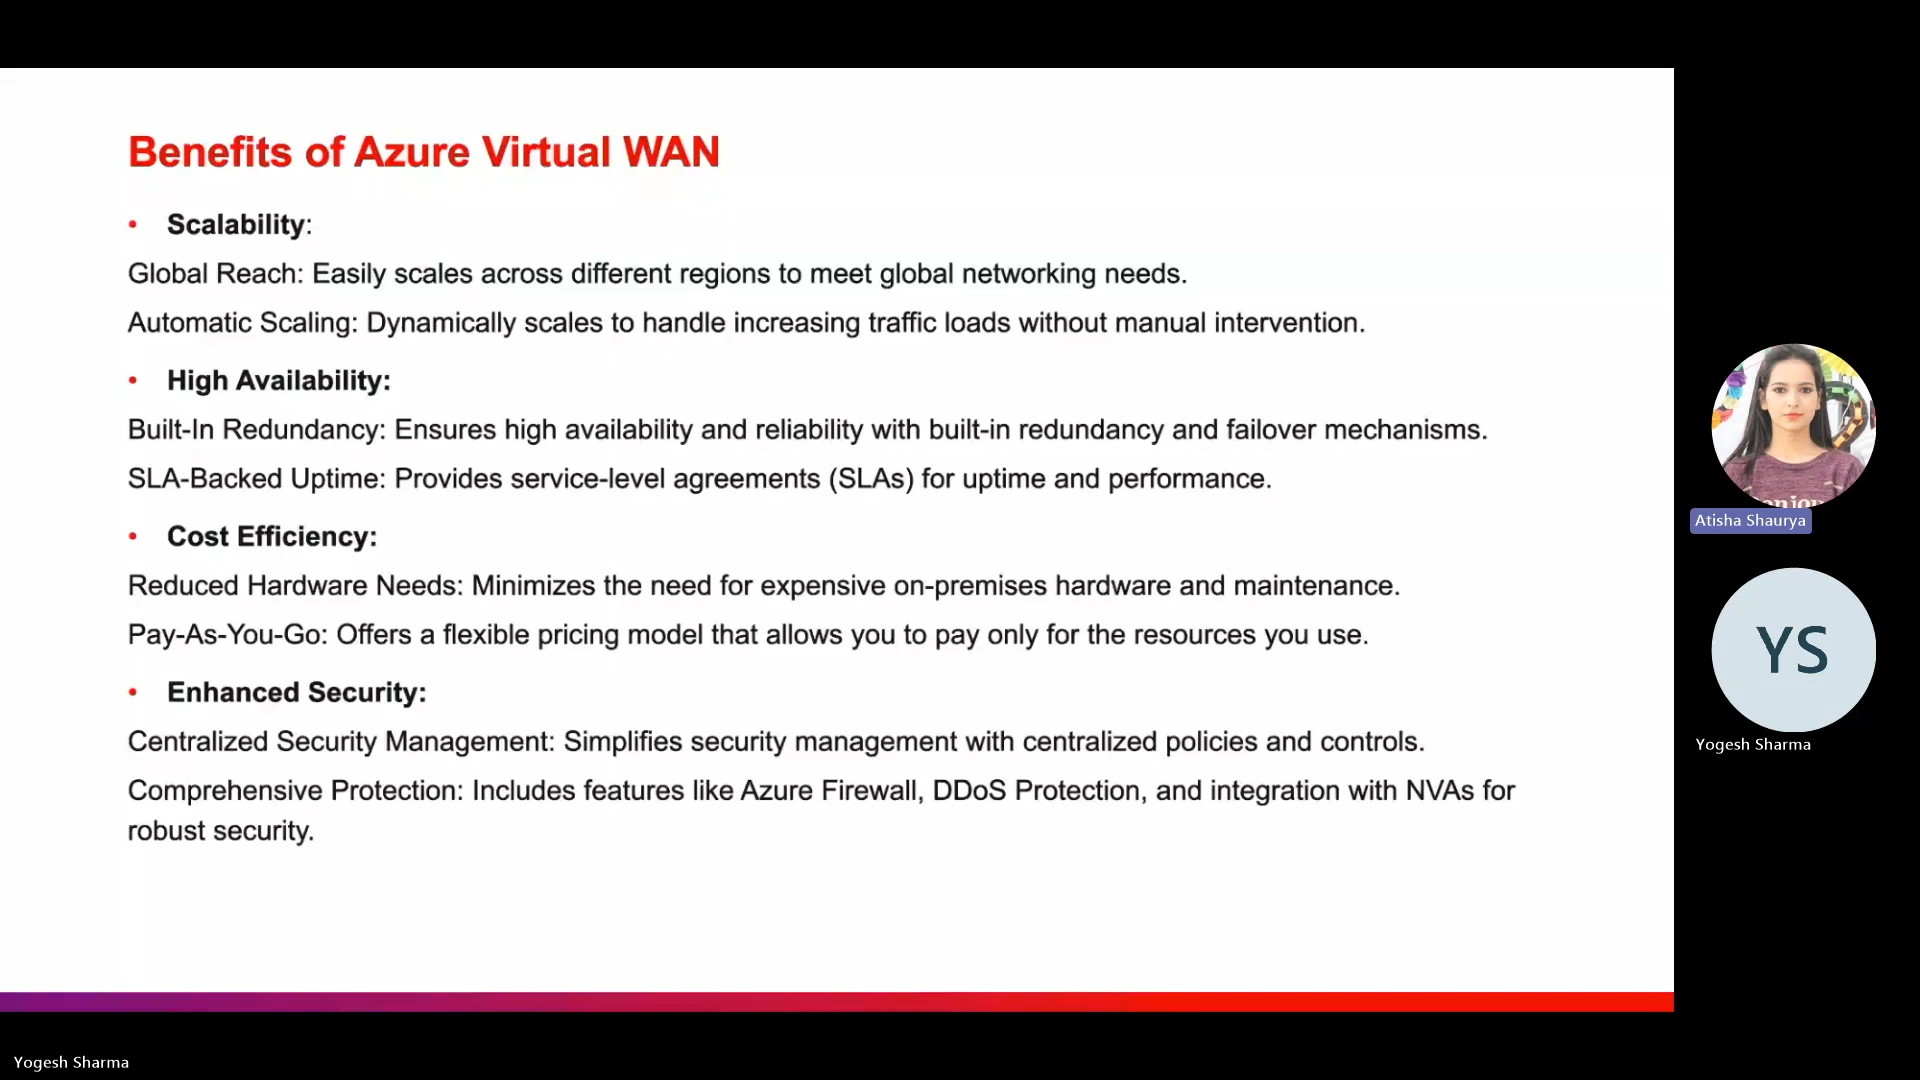 Benefits of Azure Virtual WAN
• Scalability:
Global Reach: Easily scales across different regions to meet global networking needs.
Automatic Scaling: Dynamically scales to handle increasing traffic loads without manual intervention.
• High Availability:
Built-In Redundancy: Ensures high availability and reliability with built-in redundancy and failover mechanisms.
SLA-Backed Uptime: Provides service-level agreements (SLAs) for uptime and performance.
• Cost Efficiency:
Reduced Hardware Needs: Minimizes the need for expensive on-premises hardware and maintenance.
Pay-As-You-Go: Offers a flexible pricing model that allows you to pay only for the resources you use.
• Enhanced Security:
Centralized Security Management: Simplifies security management with centralized policies and controls.
Comprehensive Protection: Includes features like Azure Firewall, DDoS Protection, and integration with NVAs for
robust security.
Atisha Shaurya
YS
Yogesh Sharma
Yogesh Sharma